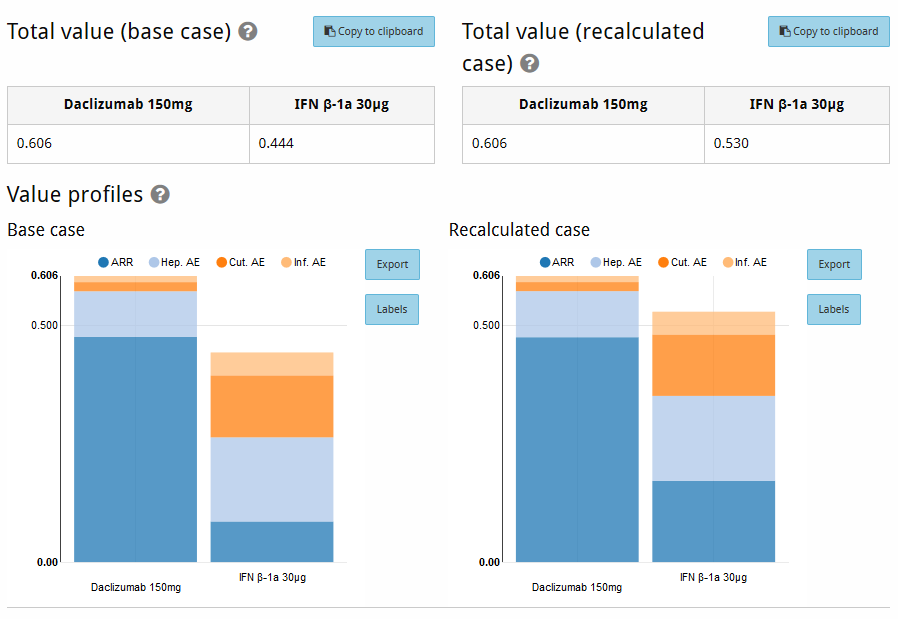 Total value (base case) ?
Copy to clipboard
Daclizumab 150mg IFN β-1a 30µg
0.606 0.444
Total value (recalculated
case) ?
Copy to clipboard
Daclizumab 150mg IFN β-1a 30µg
0.606 0.530
Value profiles ?
Base case
ARR Hep. AE Cut. AE Inf. AE
Export
Labels
0.606
0.500
0.00
Daclizumab 150mg
IFN β-1a 30µg
Recalculated case
ARR Hep. AE Cut. AE Inf. AE
Export
Labels
0.606
0.500
0.00
Daclizumab 150mg
IFN β-1a 30µg